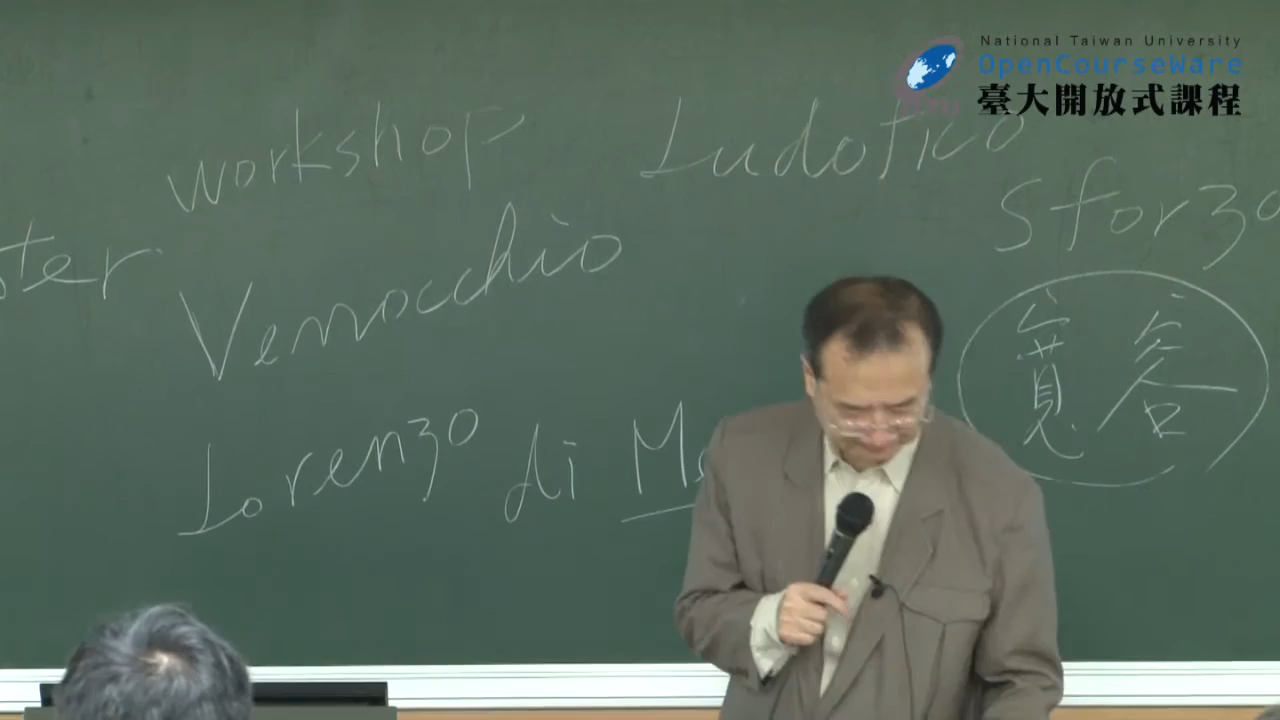 National Taiwan University
OpenCourseWare
臺大開放式課程
workshop
Ludofico
Sforza
ster
Verrocchio
寬容
Lorenzo di Me